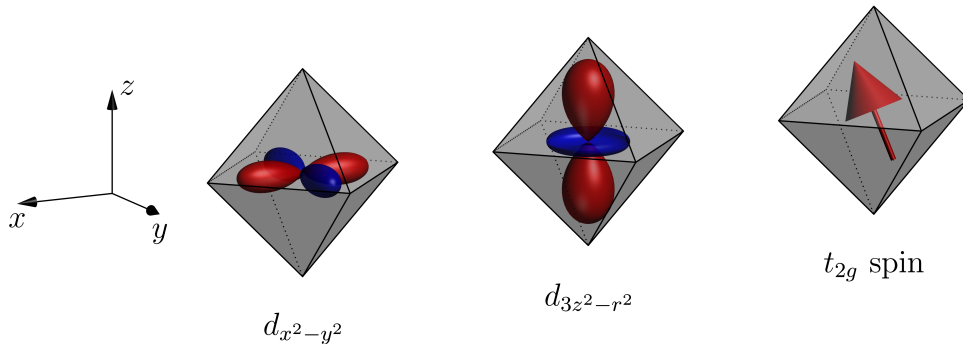 z
x
y
d_{x^2-y^2}
d_{3z^2-r^2}
t_{2g} spin